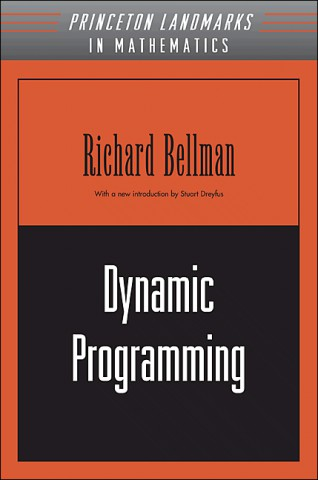 PRINCETON LANDMARKS
IN MATHEMATICS
Richard Bellman
With a new introduction by Stuart Dreyfus
Dynamic
Programming